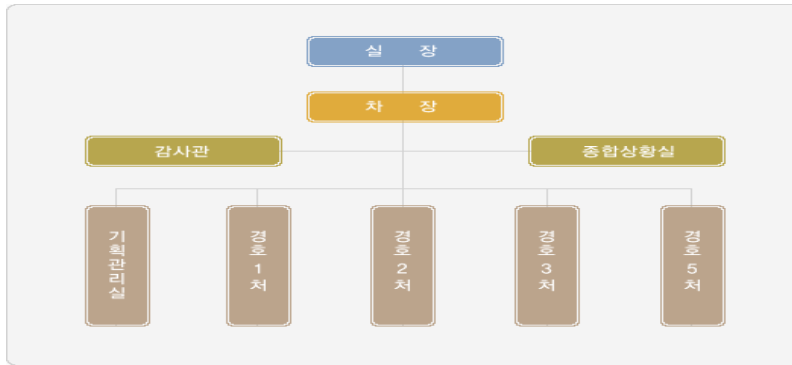 실 장
차 장
감사관
종합상황실
기획관리실
경호1처
경호2처
경호3처
경호5처